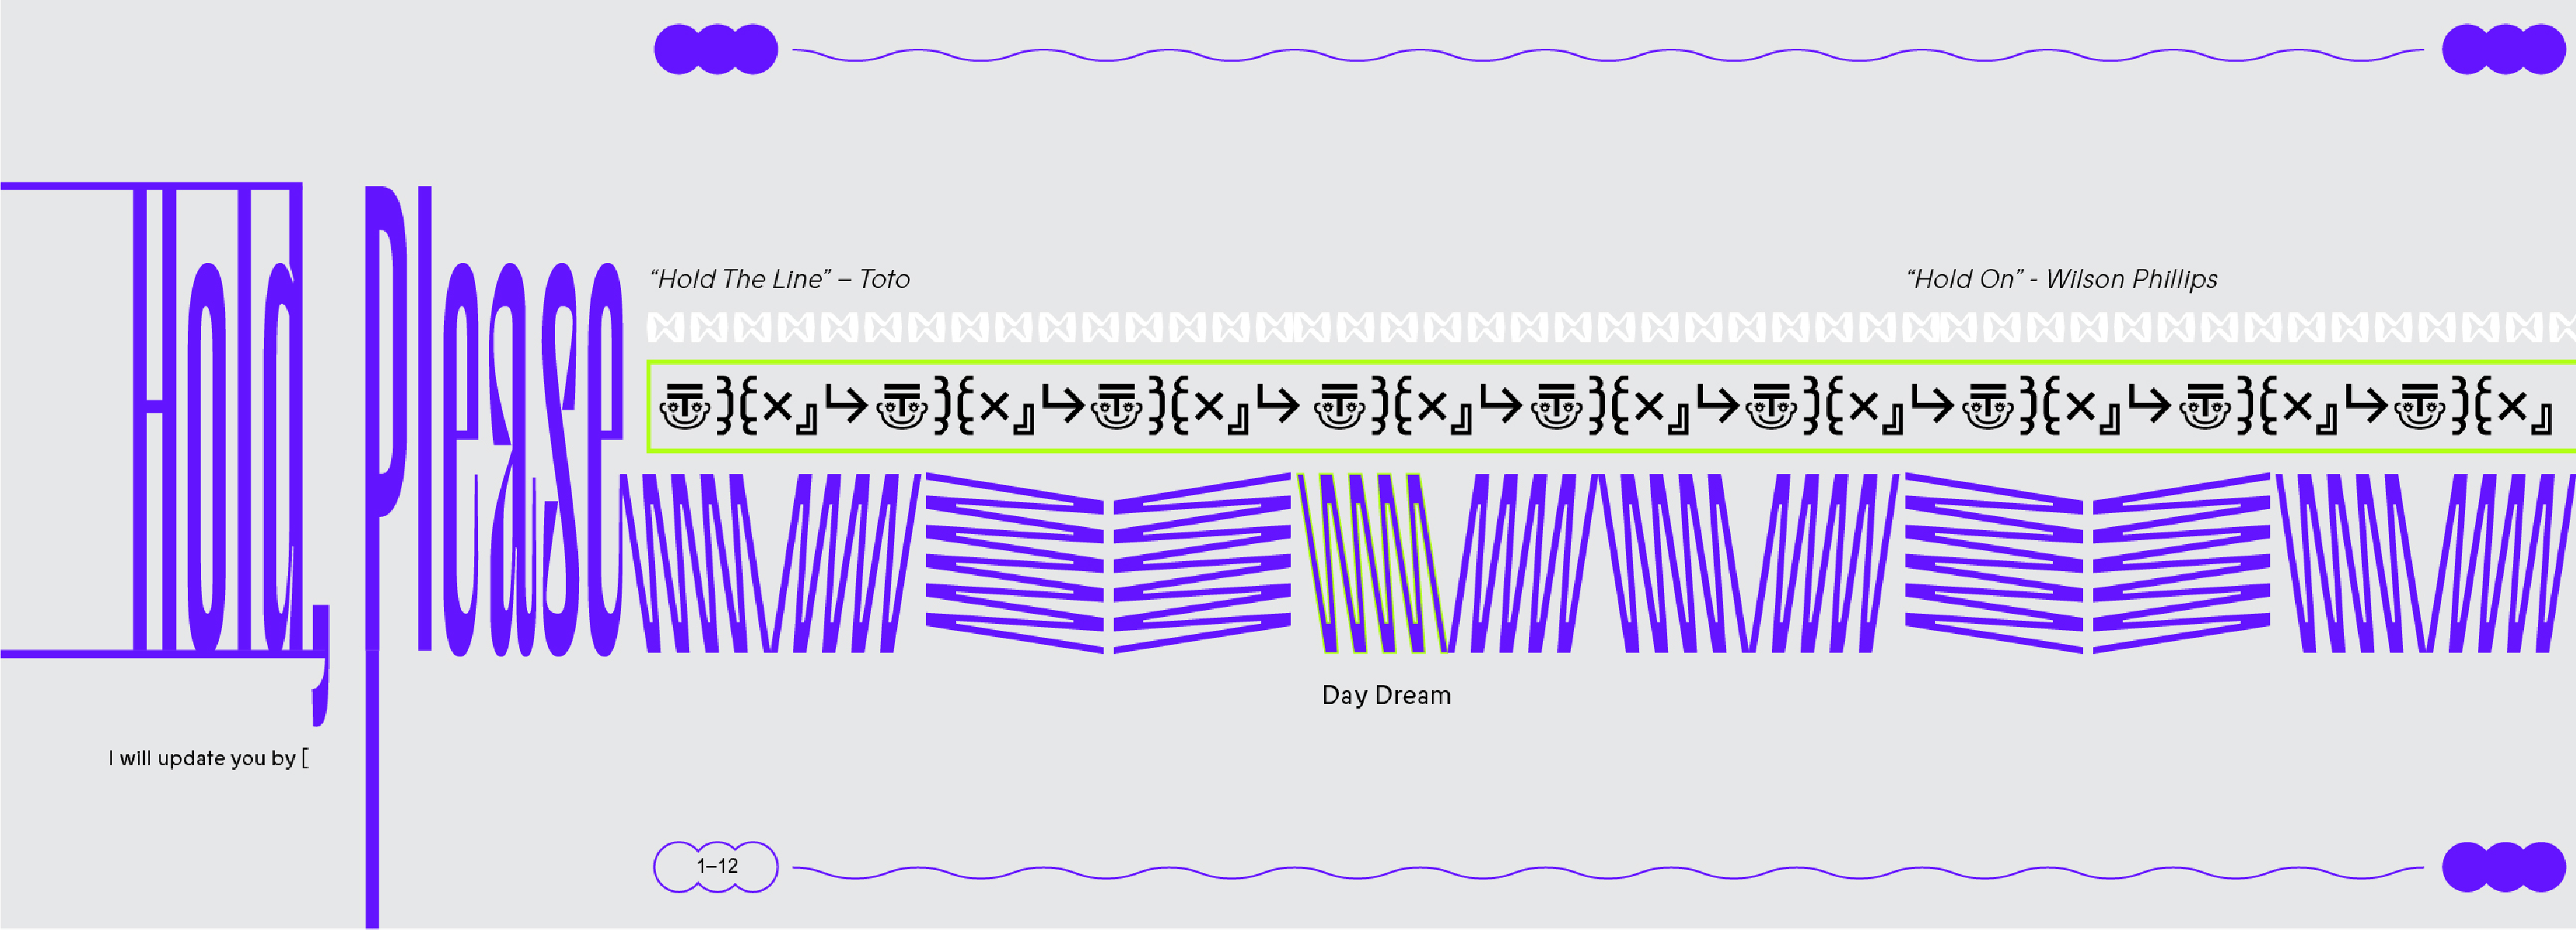 Hold, Please
“Hold The Line” – Toto
“Hold On” - Wilson Phillips
Day Dream
I will update you by [
1–12